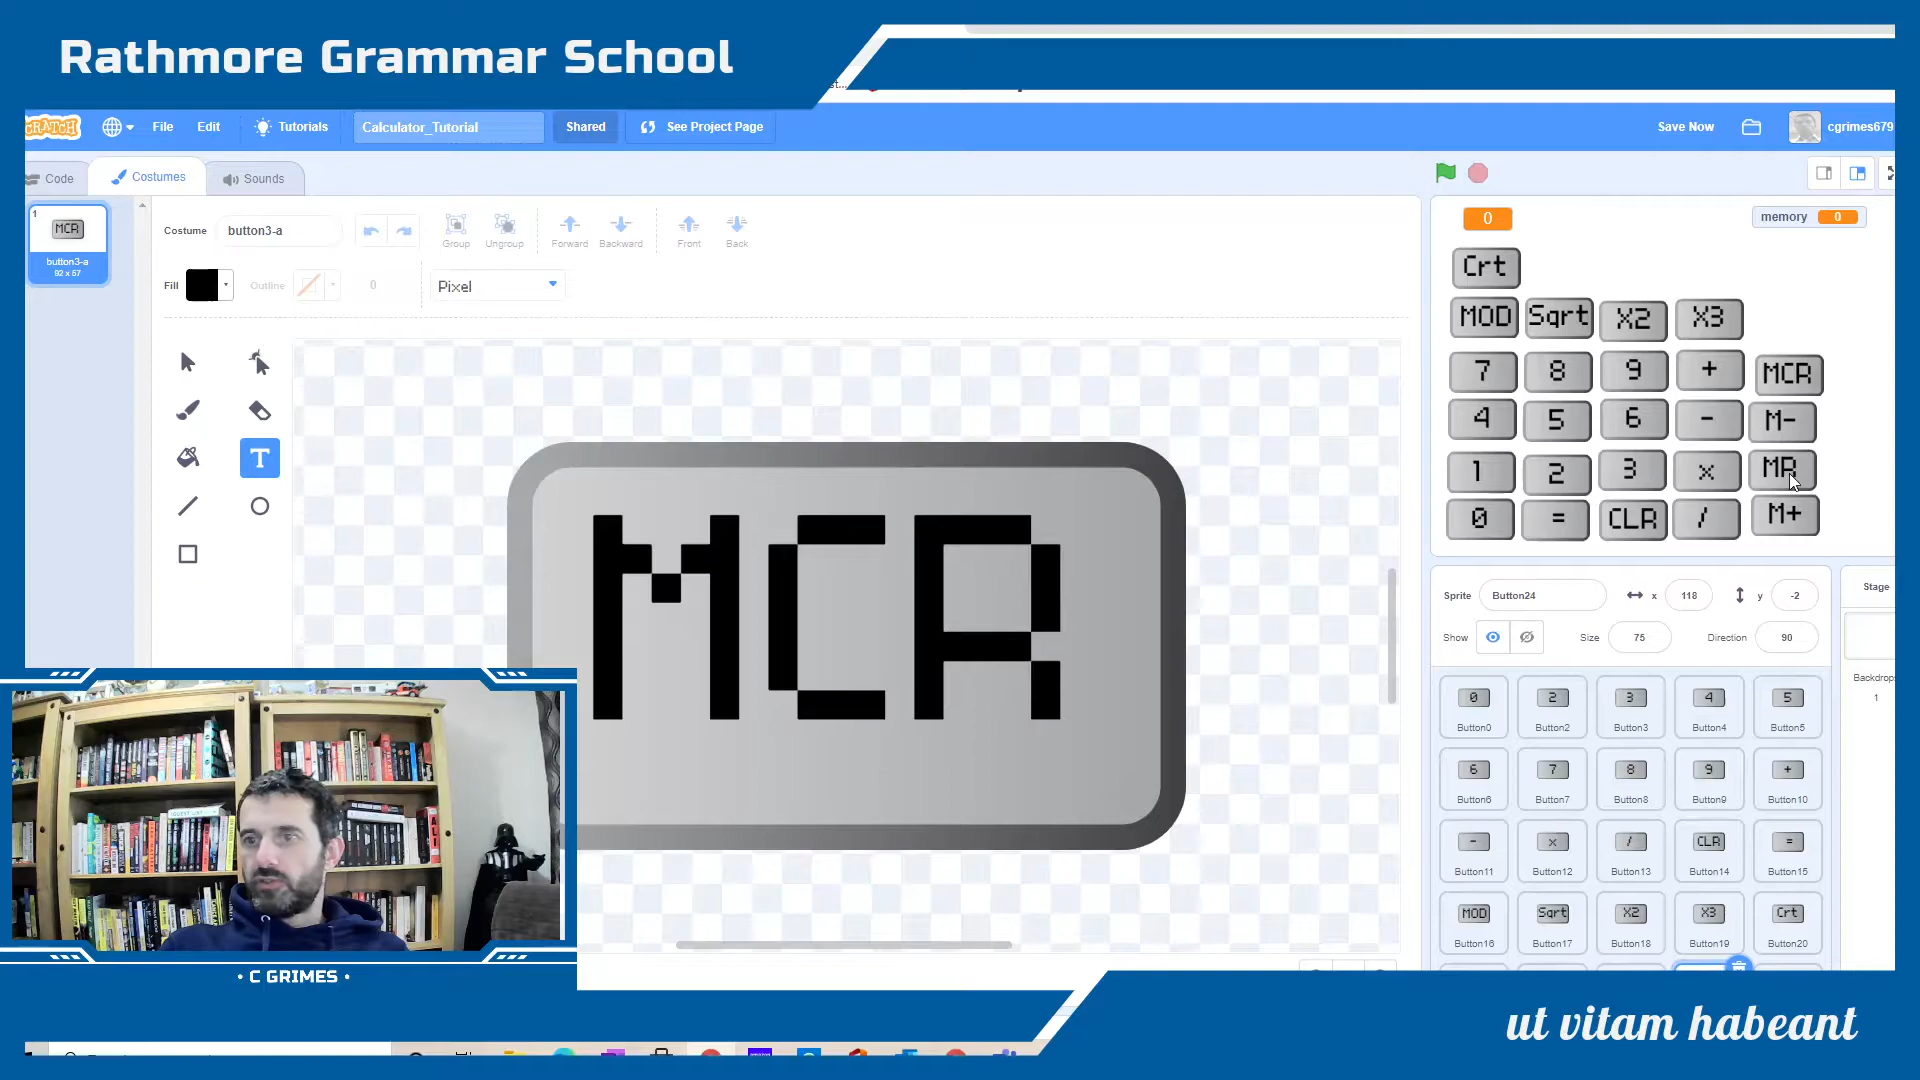 Rathmore Grammar School
File Edit Tutorials Calculator_Tutorial Shared See Project Page Save Now cgrimes679
Code Costumes Sounds
1
MCR
button3-a
92 x 67
Costume button3-a Group Ungroup Forward Backward Front Back
Fill Outline 0 Pixel
T
MCR
0 memory 0
Crt
MOD Sqrt X2 X3
7 8 9 + MCR
4 5 6 - M-
1 2 3 x MR
0 = CLR / M+
Sprite Button24 x 118 y -2
Show Size 75 Direction 90
Stage
Backdrops
1
0 2 3 4 5
Button0 Button2 Button3 Button4 Button5
6 7 8 9 +
Button6 Button7 Button8 Button9 Button10
- x / CLR =
Button11 Button12 Button13 Button14 Button15
MOD Sqrt X2 X3 Crt
Button16 Button17 Button18 Button19 Button20
• C GRIMES •
ut vitam habeant